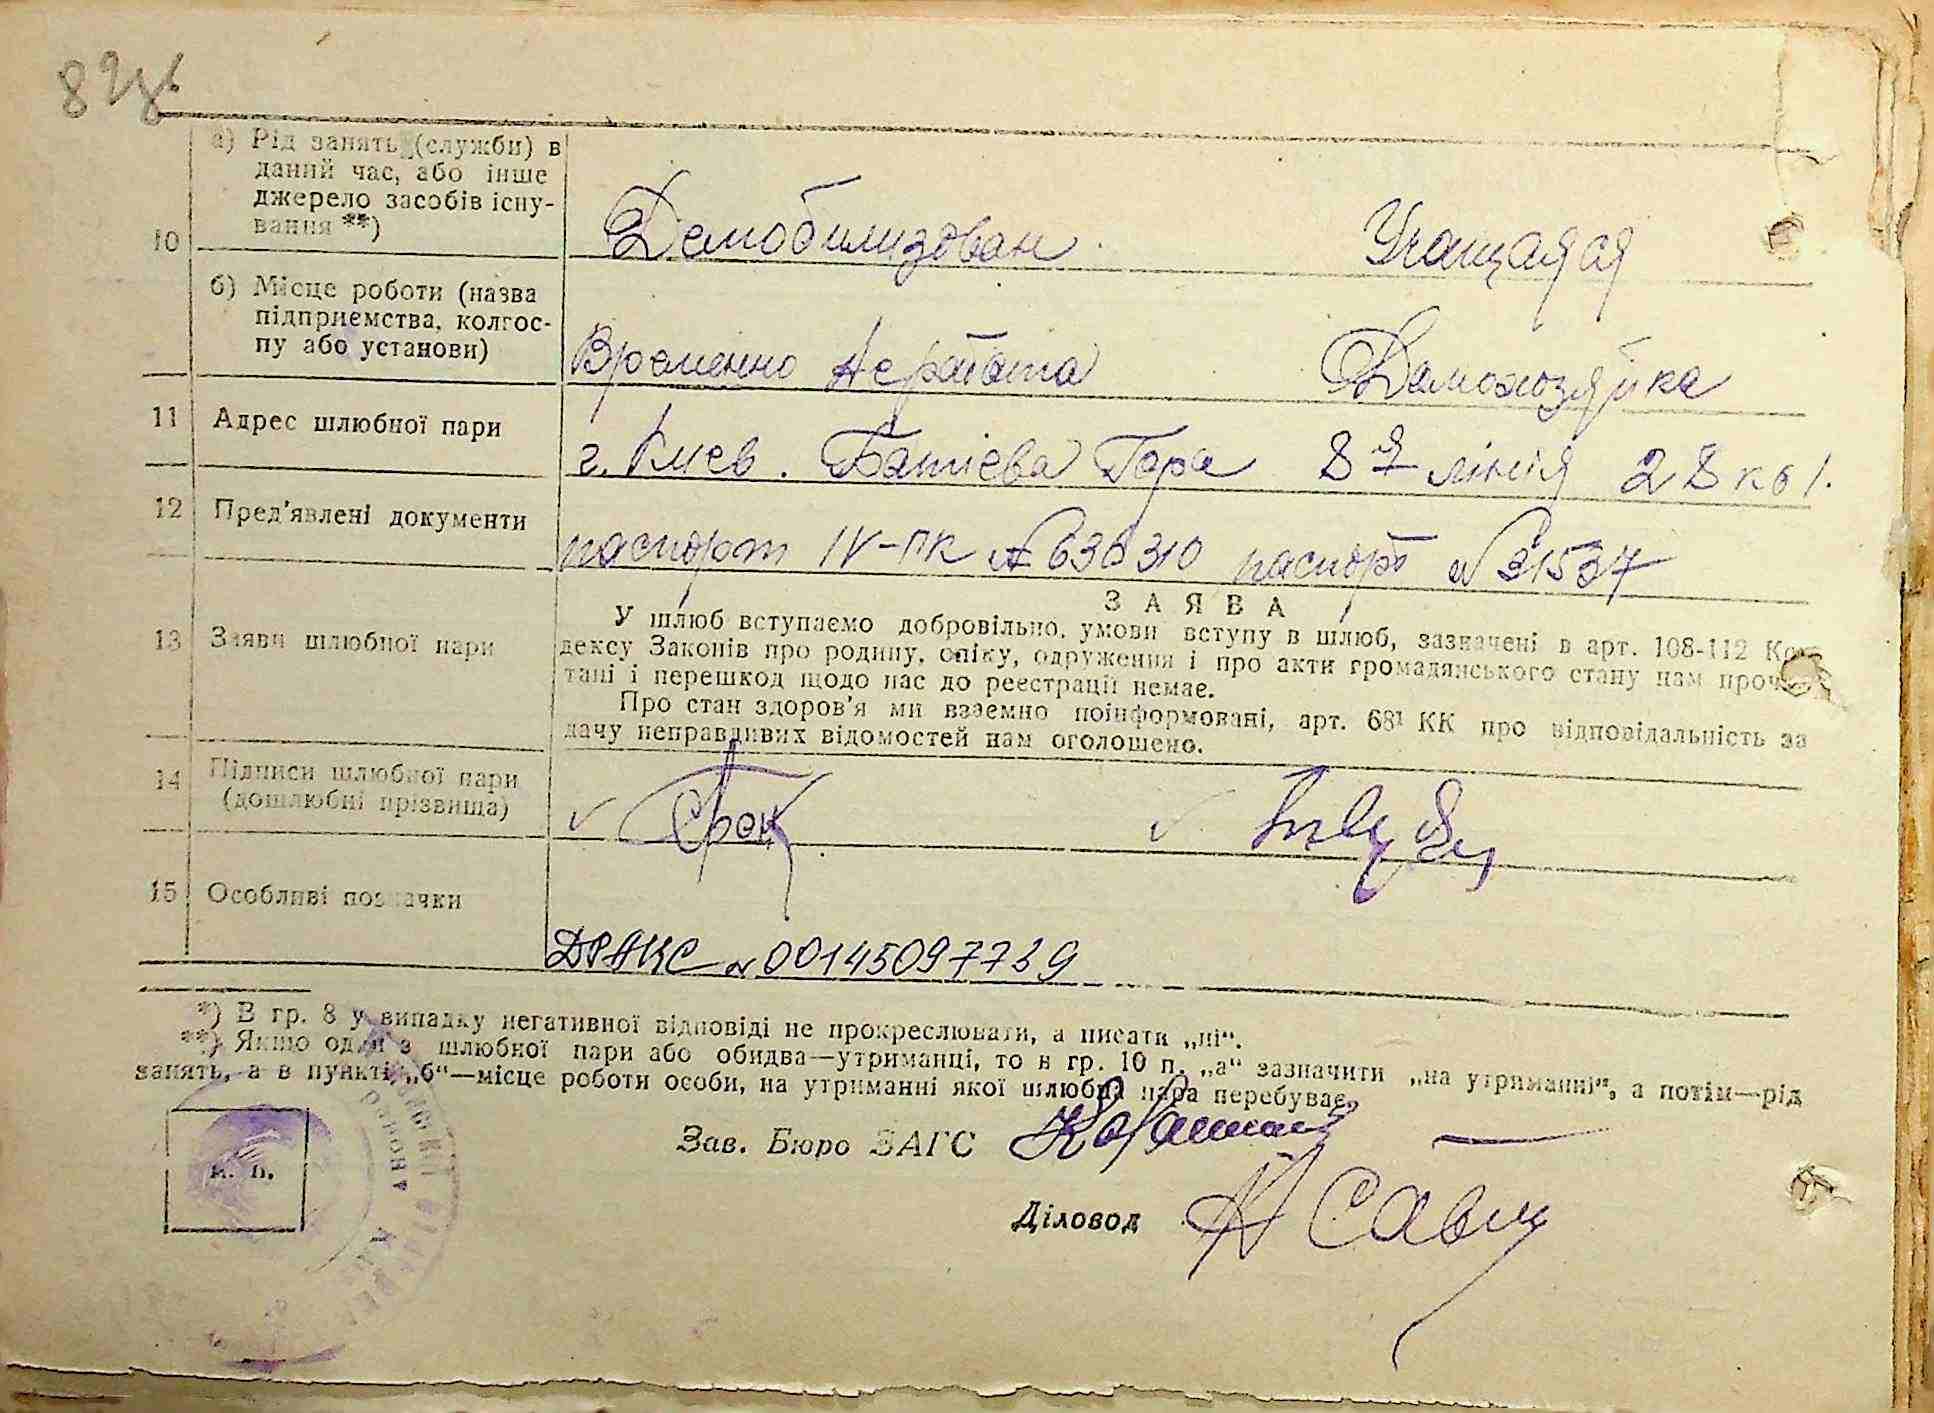 82
10
а) Рід занять (служби) в
даний час, або інше
джерело засобів існу-
вання **)
Демобилизован
Учащаяся
б) Місце роботи (назва
підприємства, колгос-
пу або установи)
Временно Не работа
Домохозяйка
11 Адрес шлюбної пари
г. Киев. Батієва Гора 8 я лінія 28 кв 1.
12 Пред'явлені документи
паспорт IV-ПК № 636310 паспорт № 31537
13 Заяви шлюбної пари
ЗАЯВА
У шлюб вступаємо добровільно, умови вступу в шлюб, зазначені в арт. 108-112 Ко-
дексу Законів про родину, опіку, одруження і про акти громадянського стану нам прочи-
тані і перешкод щодо нас до реєстрації немає.
Про стан здоров'я ми взаємно поінформовані, арт. 68¹ КК про відповідальність за
дачу неправдивих відомостей нам оголошено.
14 Підписи шлюбної пари
(дошлюбні прізвища)
15 Особливі позначки
ДРАЦС № 00145097739
*) В гр. 8 у випадку негативної відповіді не прокреслювати, а писати „ні“.
**) Якщо один з шлюбної пари або обидва—утриманці, то в гр. 10 п. „а“ зазначити „на утриманні“, а потім—рід
занять, а в пункті „б“—місце роботи особи, на утриманні якої шлюбна пара перебуває.
м. п.
Зав. Бюро ЗАГС
Діловод